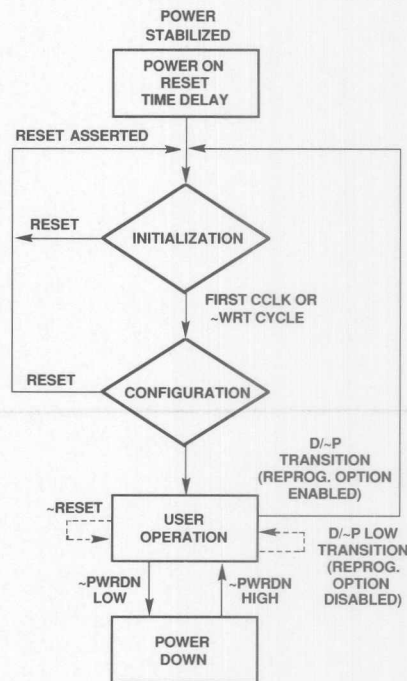 POWER
STABILIZED
POWER ON
RESET
TIME DELAY
RESET ASSERTED
RESET
INITIALIZATION
FIRST CCLK OR
~WRT CYCLE
RESET
CONFIGURATION
D/~P
TRANSITION
(REPROG. OPTION
ENABLED)
~RESET
USER
OPERATION
D/~P LOW
TRANSITION
(REPROG.
OPTION
DISABLED)
~PWRDN
LOW
~PWRDN
HIGH
POWER
DOWN